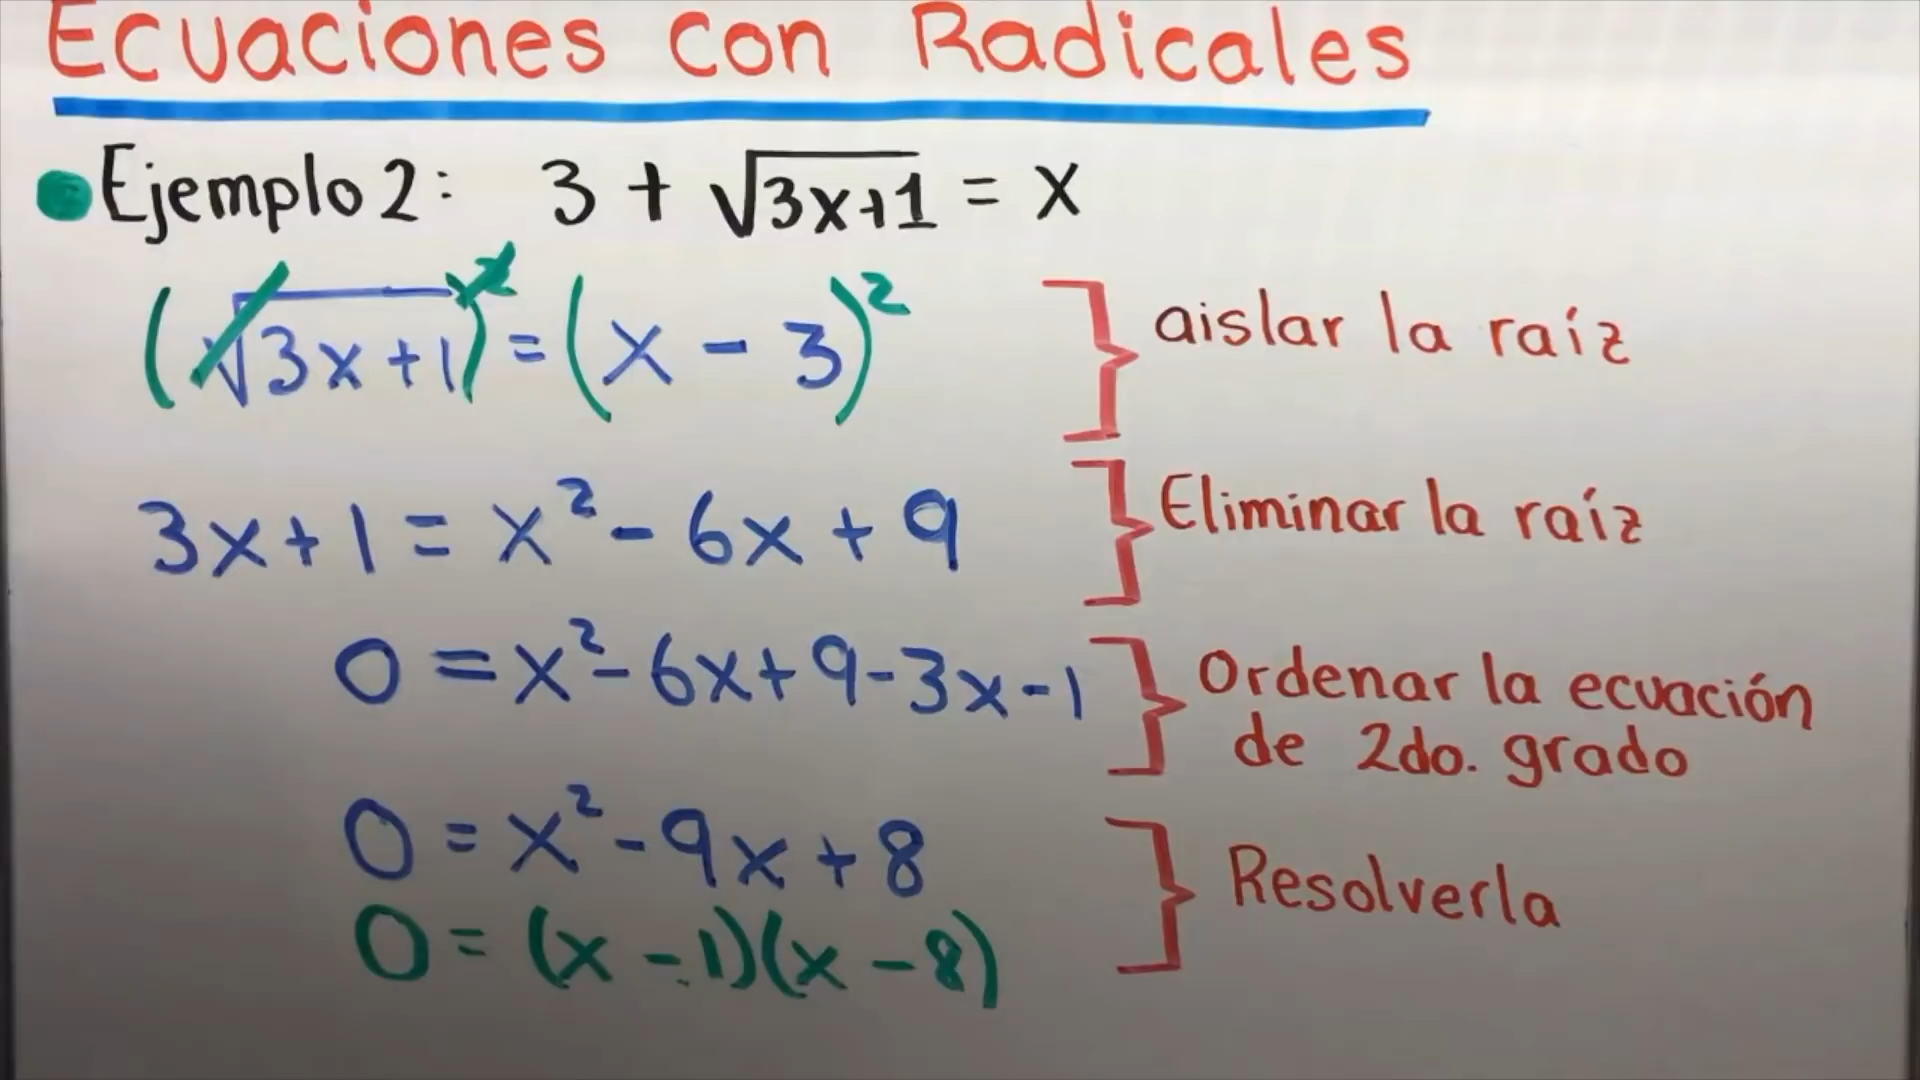 Ecuaciones con Radicales
Ejemplo 2: 3 + √3x+1 = x
(√3x+1)² = (x - 3)² aislar la raíz
3x+1 = x² - 6x + 9 Eliminar la raíz
0 = x² - 6x + 9 - 3x - 1 Ordenar la ecuación
de 2do. grado
0 = x² - 9x + 8 Resolverla
0 = (x - 1)(x - 8)